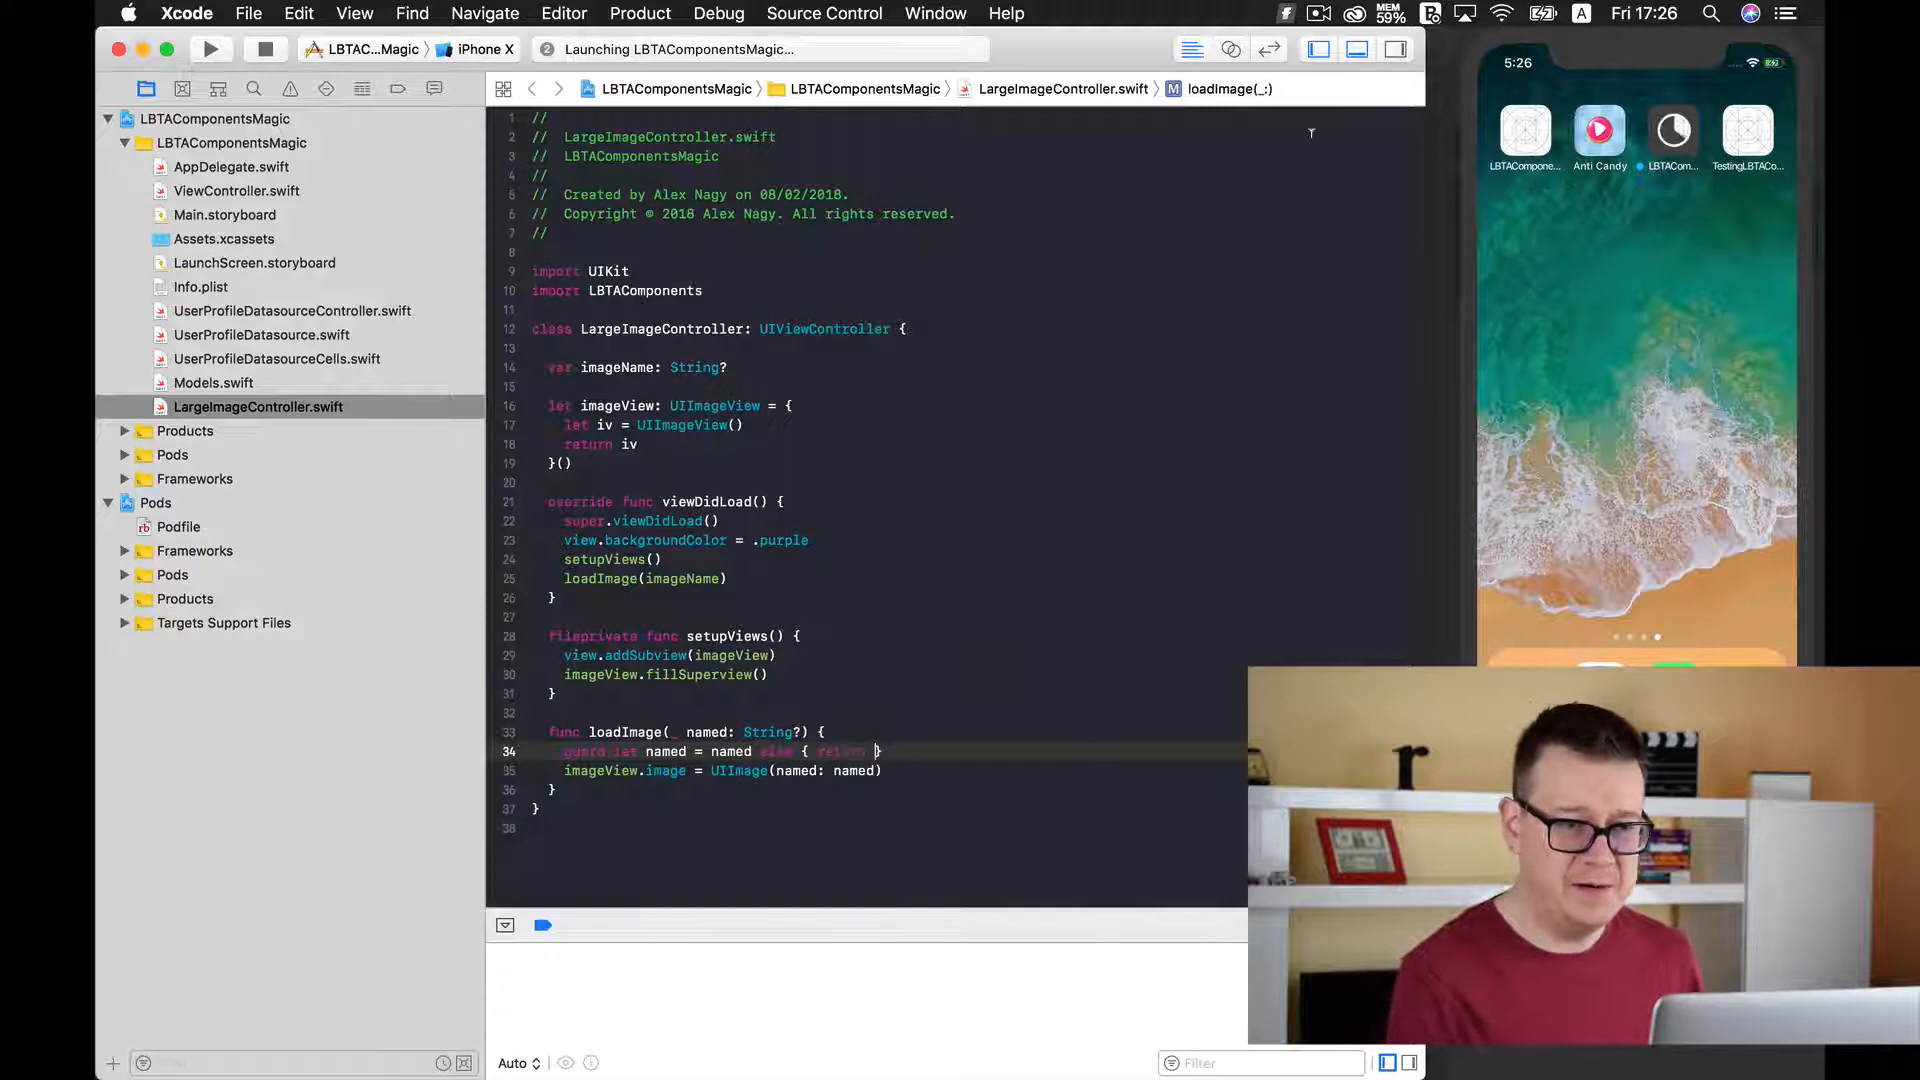 Xcode File Edit View Find Navigate Editor Product Debug Source Control Window Help MEM 59% A Fri 17:26
LBTAC...Magic iPhone X 2 Launching LBTAComponentsMagic...
LBTAComponentsMagic LBTAComponentsMagic LargeImageController.swift M loadImage(_:)
LBTAComponentsMagic
LBTAComponentsMagic
AppDelegate.swift
ViewController.swift
Main.storyboard
Assets.xcassets
LaunchScreen.storyboard
Info.plist
UserProfileDatasourceController.swift
UserProfileDatasource.swift
UserProfileDatasourceCells.swift
Models.swift
LargeImageController.swift
Products
Pods
Frameworks
Pods
Podfile
Frameworks
Pods
Products
Targets Support Files
1 //
2 // LargeImageController.swift
3 // LBTAComponentsMagic
4 //
5 // Created by Alex Nagy on 08/02/2018.
6 // Copyright © 2018 Alex Nagy. All rights reserved.
7 //
8
9 import UIKit
10 import LBTAComponents
11
12 class LargeImageController: UIViewController {
13
14 var imageName: String?
15
16 let imageView: UIImageView = {
17 let iv = UIImageView()
18 return iv
19 }()
20
21 override func viewDidLoad() {
22 super.viewDidLoad()
23 view.backgroundColor = .purple
24 setupViews()
25 loadImage(imageName)
26 }
27
28 fileprivate func setupViews() {
29 view.addSubview(imageView)
30 imageView.fillSuperview()
31 }
32
33 func loadImage(_ named: String?) {
34 guard let named = named else { return }
35 imageView.image = UIImage(named: named)
36 }
37 }
38
Auto Filter
5:26
LBTACompone... Anti Candy LBTACom... TestingLBTACo...